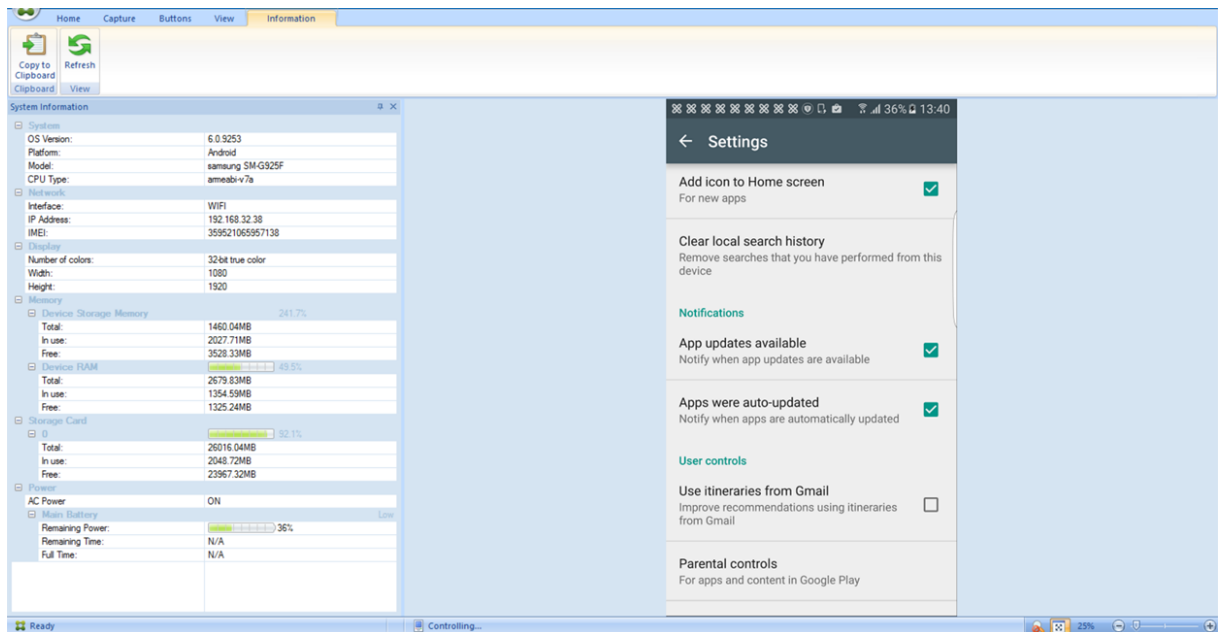 Home Capture Buttons View Information
Copy to Clipboard
Refresh
Clipboard View
System Information
System
OS Version: 6.0.9253
Platform: Android
Model: samsung SM-G925F
CPU Type: armeabi-v7a
Network
Interface: WIFI
IP Address: 192.168.32.38
IMEI: 359521065957138
Display
Number of colors: 32-bit true color
Width: 1080
Height: 1920
Memory
Device Storage Memory 241.7%
Total: 1460.04MB
In use: 2027.71MB
Free: 3528.33MB
Device RAM 49.5%
Total: 2679.83MB
In use: 1354.59MB
Free: 1325.24MB
Storage Card
0 92.1%
Total: 26016.04MB
In use: 2048.72MB
Free: 23967.32MB
Power
AC Power ON
Main Battery Low
Remaining Power: 36%
Remaining Time: N/A
Full Time: N/A
36% 13:40
Settings
Add icon to Home screen
For new apps
Clear local search history
Remove searches that you have performed from this
device
Notifications
App updates available
Notify when app updates are available
Apps were auto-updated
Notify when apps are automatically updated
User controls
Use itineraries from Gmail
Improve recommendations using itineraries
from Gmail
Parental controls
For apps and content in Google Play
Ready
Controlling...
25%